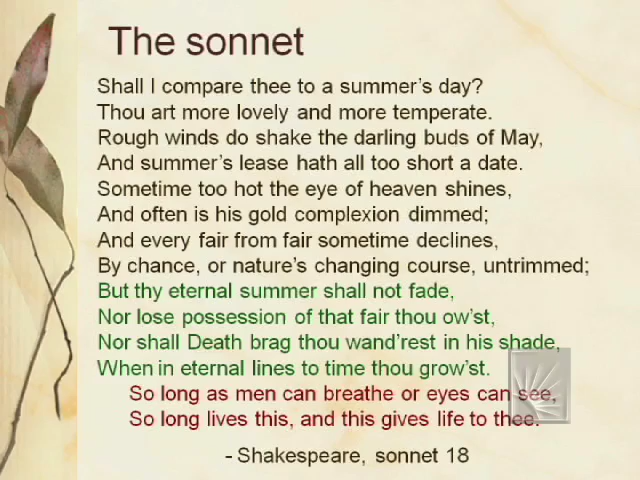 The sonnet
Shall I compare thee to a summer's day?
Thou art more lovely and more temperate.
Rough winds do shake the darling buds of May,
And summer's lease hath all too short a date.
Sometime too hot the eye of heaven shines,
And often is his gold complexion dimmed;
And every fair from fair sometime declines,
By chance, or nature's changing course, untrimmed;
But thy eternal summer shall not fade,
Nor lose possession of that fair thou ow'st,
Nor shall Death brag thou wand'rest in his shade,
When in eternal lines to time thou grow'st.
So long as men can breathe or eyes can see,
So long lives this, and this gives life to thee.
- Shakespeare, sonnet 18